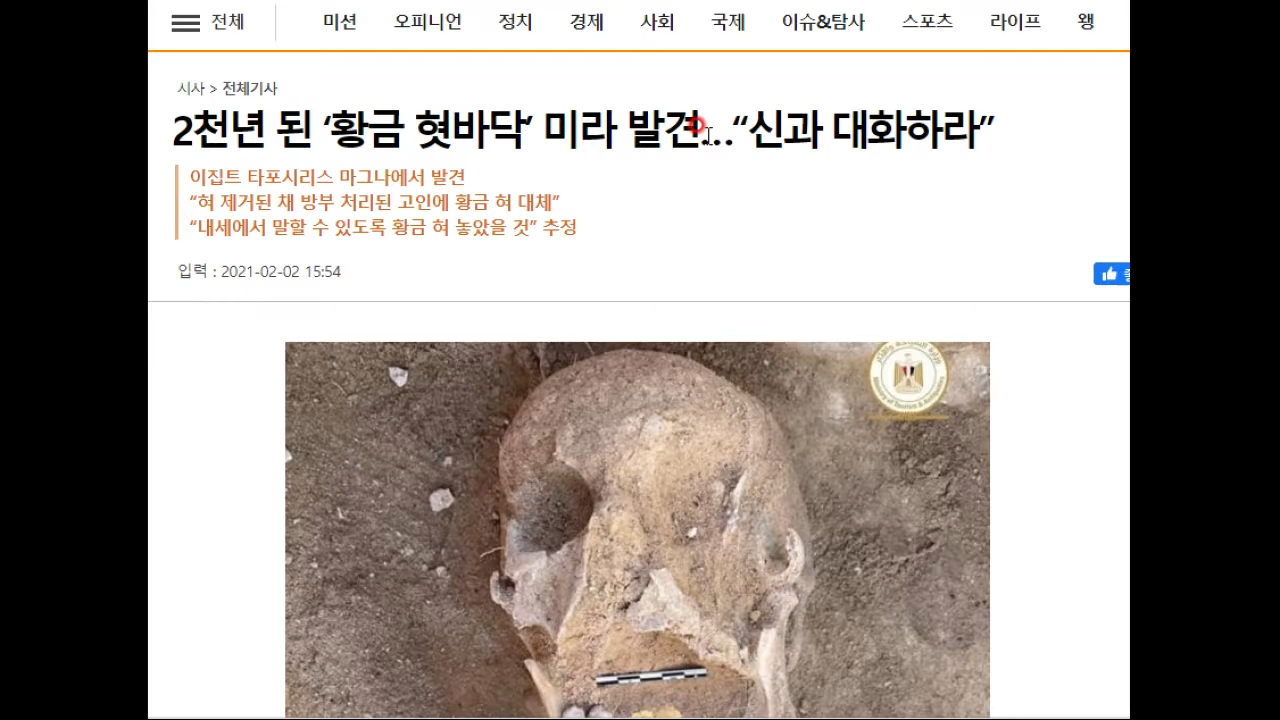 전체 미션 오피니언 정치 경제 사회 국제 이슈&탐사 스포츠 라이프 웽
시사 > 전체기사
2천년 된 ‘황금 혓바닥’ 미라 발견…“신과 대화하라”
이집트 타포시리스 마그나에서 발견
“혀 제거된 채 방부 처리된 고인에 황금 혀 대체”
“내세에서 말할 수 있도록 황금 혀 놓았을 것” 추정
입력 : 2021-02-02 15:54